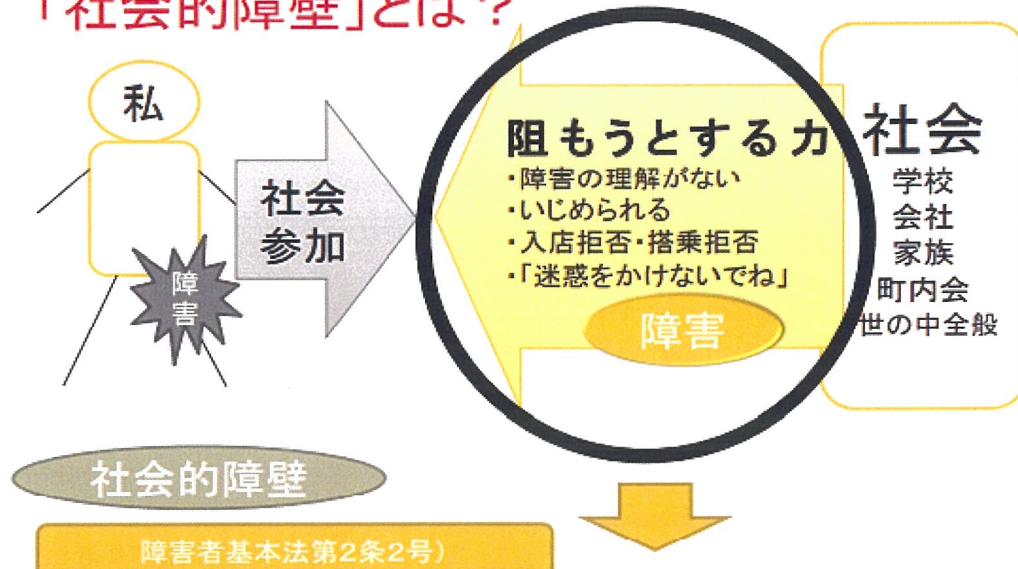 「社会的障壁」とは？
私
障
害
社会
参加
阻もうとする力
・障害の理解がない
・いじめられる
・入店拒否・搭乗拒否
・「迷惑をかけないでね」
障害
社会
学校
会社
家族
町内会
世の中全般
社会的障壁
障害者基本法第2条2号）